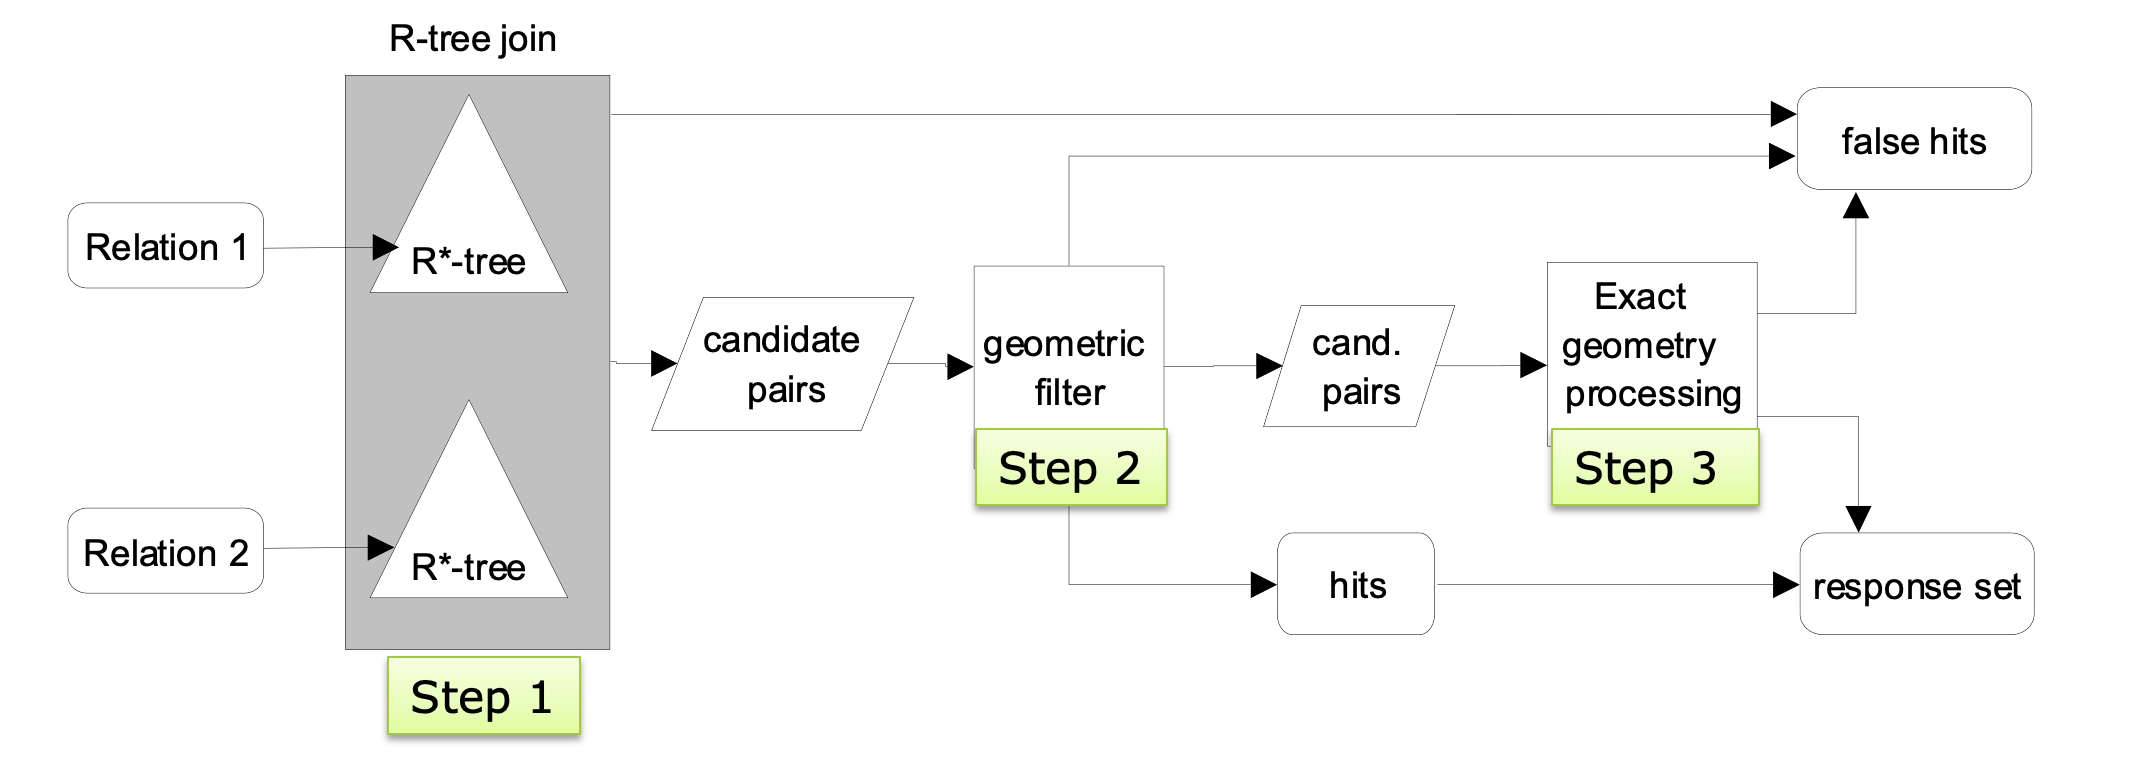 R-tree join
Relation 1
R*-tree
Relation 2
R*-tree
Step 1
candidate
pairs
geometric
filter
Step 2
cand.
pairs
Exact
geometry
processing
Step 3
false hits
hits
response set